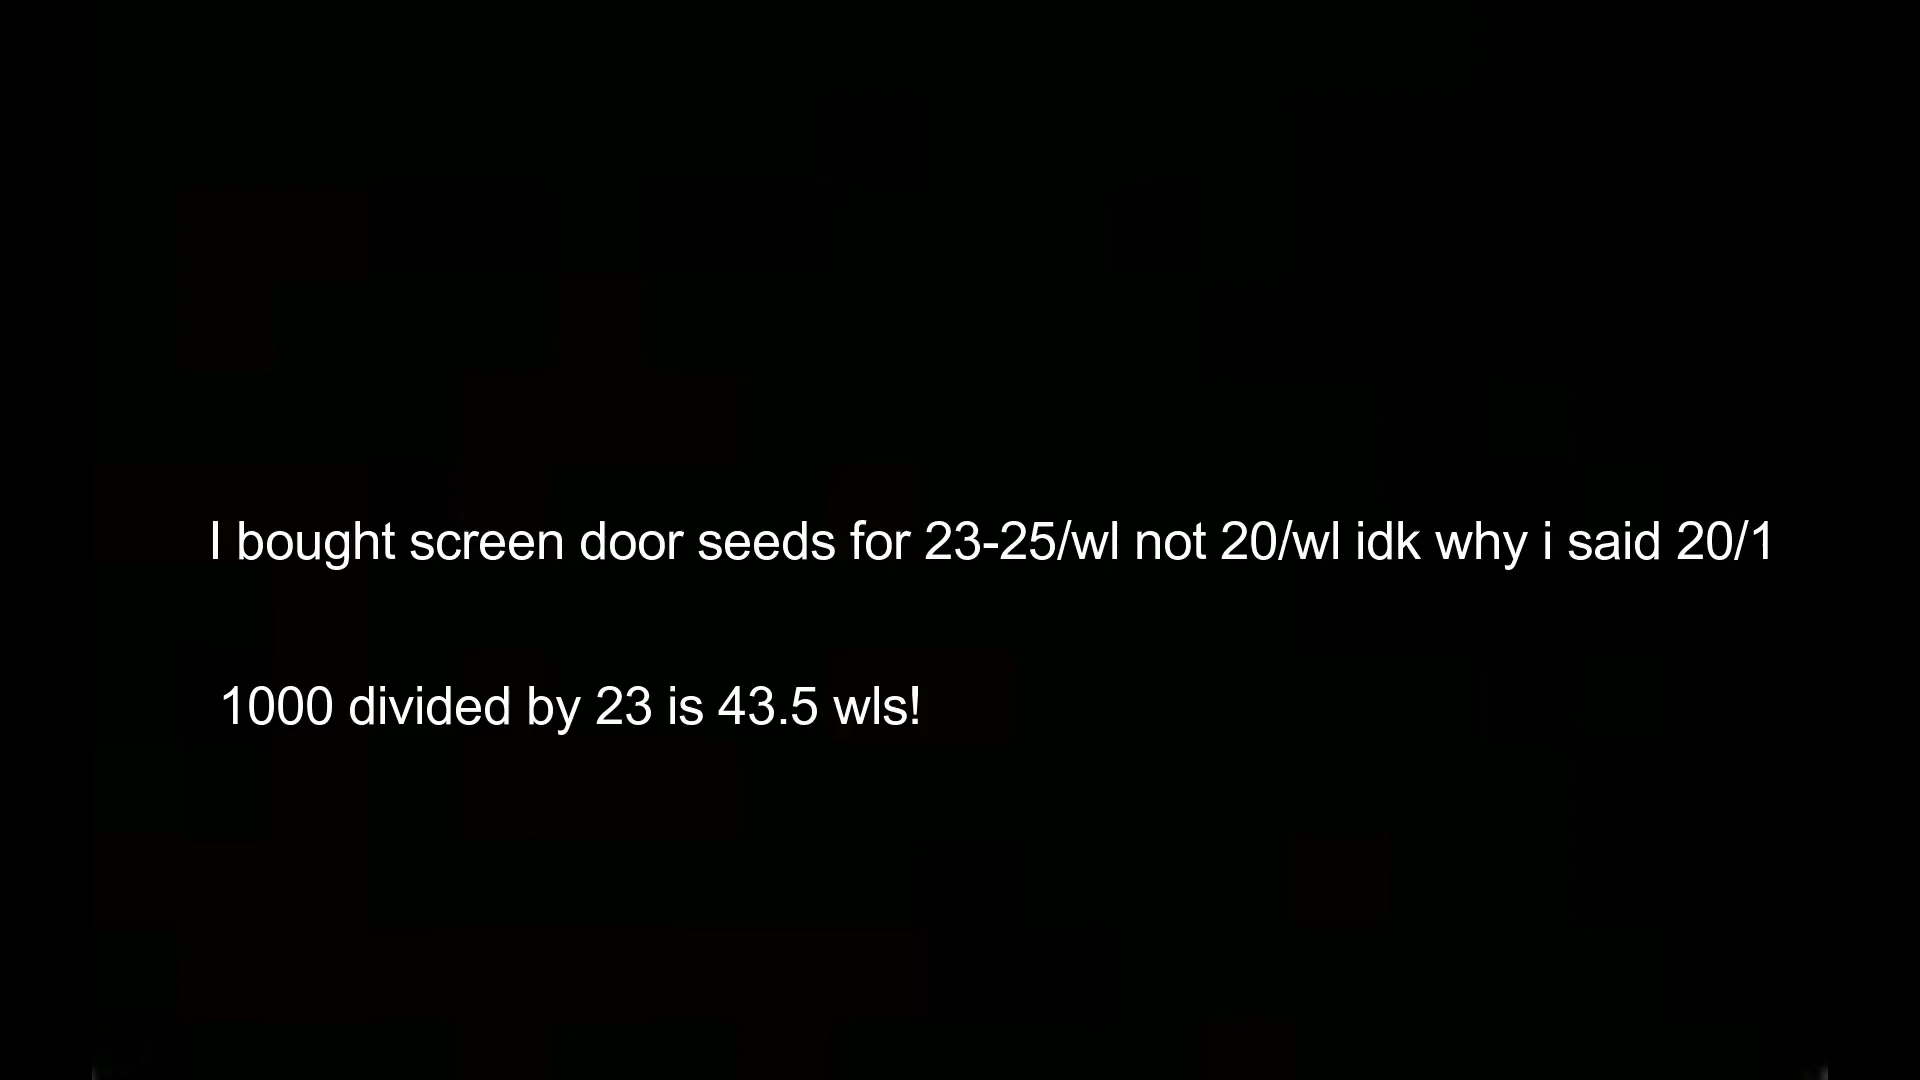 I bought screen door seeds for 23-25/wl not 20/wl idk why i said 20/1
1000 divided by 23 is 43.5 wls!